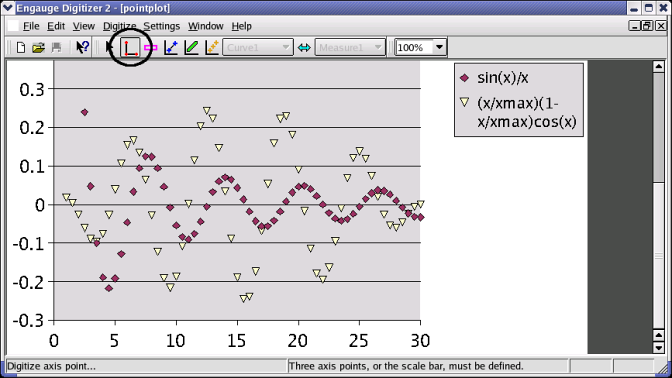 Engauge Digitizer 2 - [pointplot]
File Edit View Digitize Settings Window Help
Curve1 Measure1 100%
0.3
0.2
0.1
0
-0.1
-0.2
-0.3
0 5 10 15 20 25 30
sin(x)/x
(x/xmax)(1-
x/xmax)cos(x)
Digitize axis point... Three axis points, or the scale bar, must be defined.